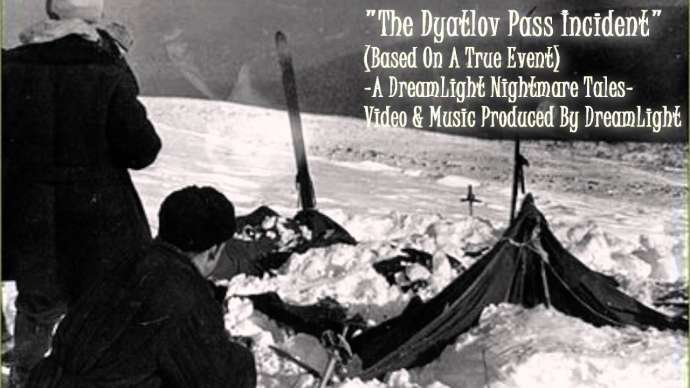 "The Dyatlov Pass Incident"
(Based On A True Event)
-A DreamLight Nightmare Tales-
Video & Music Produced By DreamLight